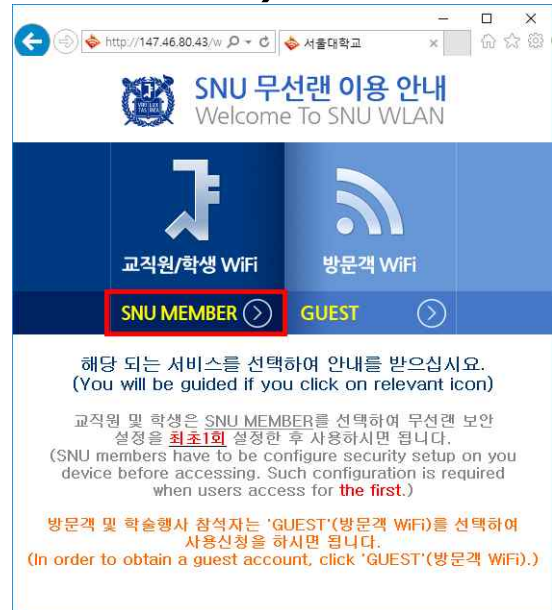 http://147.46.80.43/w
서울대학교
SNU 무선랜 이용 안내
Welcome To SNU WLAN
교직원/학생 WiFi
방문객 WiFi
SNU MEMBER
GUEST
해당 되는 서비스를 선택하여 안내를 받으십시요.
(You will be guided if you click on relevant icon)
교직원 및 학생은 SNU MEMBER를 선택하여 무선랜 보안
설정을 최초1회 설정한 후 사용하시면 됩니다.
(SNU members have to be configure security setup on you
device before accessing. Such configuration is required
when users access for the first.)
방문객 및 학술행사 참석자는 'GUEST'(방문객 WiFi)를 선택하여
사용신청을 하시면 됩니다.
(In order to obtain a guest account, click 'GUEST'(방문객 WiFi).)